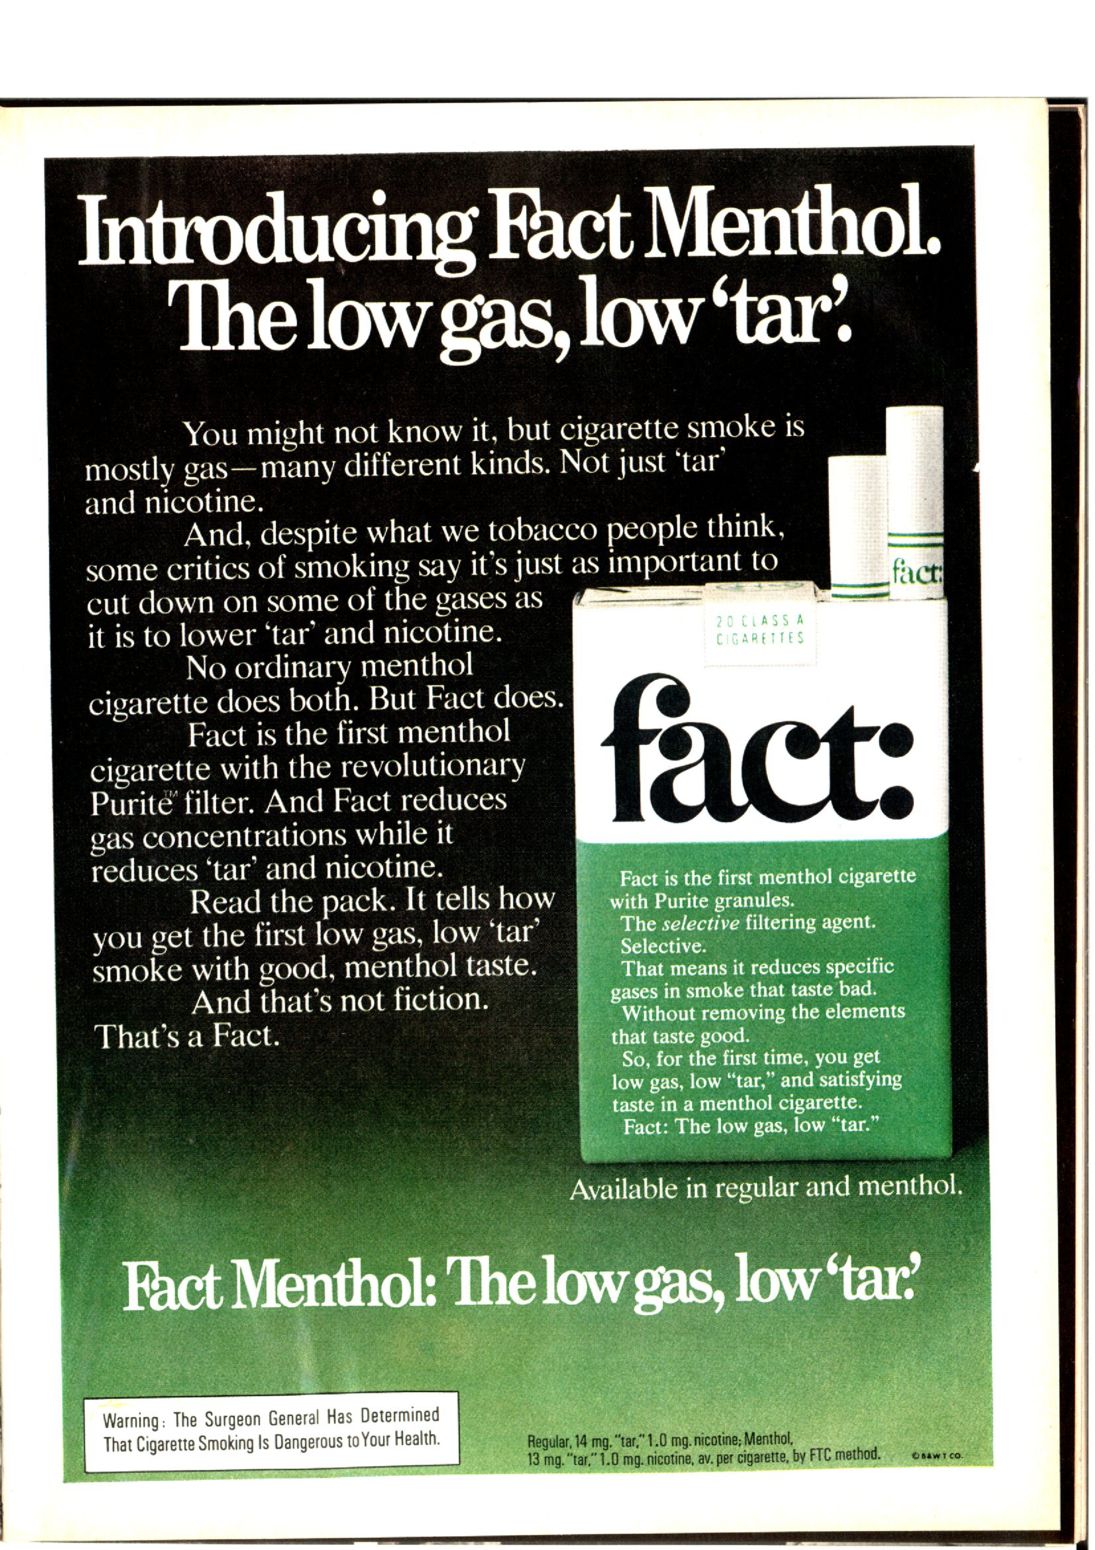 Introducing Fact Menthol.
The low gas, low ‘tar’.
You might not know it, but cigarette smoke is
mostly gas—many different kinds. Not just ‘tar’
and nicotine.
And, despite what we tobacco people think,
some critics of smoking say it's just as important to
cut down on some of the gases as
it is to lower ‘tar’ and nicotine.
No ordinary menthol
cigarette does both. But Fact does.
Fact is the first menthol
cigarette with the revolutionary
Purite™ filter. And Fact reduces
gas concentrations while it
reduces ‘tar’ and nicotine.
Read the pack. It tells how
you get the first low gas, low ‘tar’
smoke with good, menthol taste.
And that's not fiction.
That's a Fact.
fact:
20 CLASS A
CIGARETTES
fact:
Fact is the first menthol cigarette
with Purite granules.
The selective filtering agent.
Selective.
That means it reduces specific
gases in smoke that taste bad.
Without removing the elements
that taste good.
So, for the first time, you get
low gas, low “tar,” and satisfying
taste in a menthol cigarette.
Fact: The low gas, low “tar.”
Available in regular and menthol.
Fact Menthol: The low gas, low ‘tar’.
Warning: The Surgeon General Has Determined
That Cigarette Smoking Is Dangerous to Your Health.
Regular, 14 mg. “tar,” 1.0 mg. nicotine; Menthol,
13 mg. “tar,” 1.0 mg. nicotine, av. per cigarette, by FTC method.
© B&W T CO.